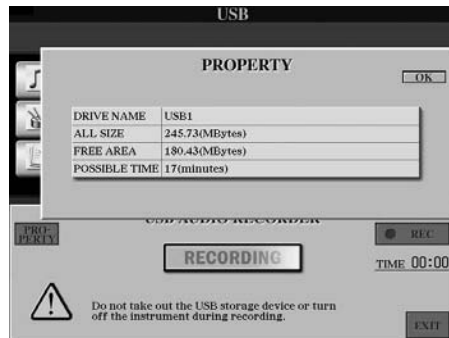 USB
PROPERTY
OK
DRIVE NAME USB1
ALL SIZE 245.73(MBytes)
FREE AREA 180.43(MBytes)
POSSIBLE TIME 17(minutes)
USB AUDIO RECORDER
PRO-
PERTY
REC
RECORDING
TIME 00:00
Do not take out the USB storage device or turn
off the instrument during recording.
EXIT